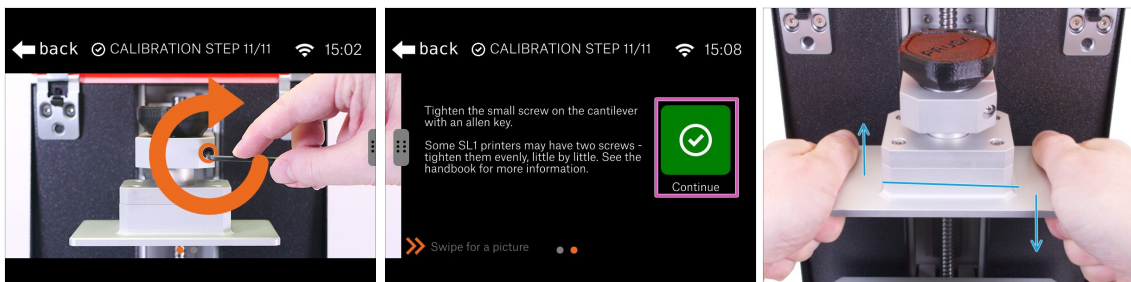 back CALIBRATION STEP 11/11 15:02
back CALIBRATION STEP 11/11 15:08
Tighten the small screw on the cantilever
with an allen key.
Some SL1 printers may have two screws -
tighten them evenly, little by little. See the
handbook for more information.
Continue
Swipe for a picture
PRUSA